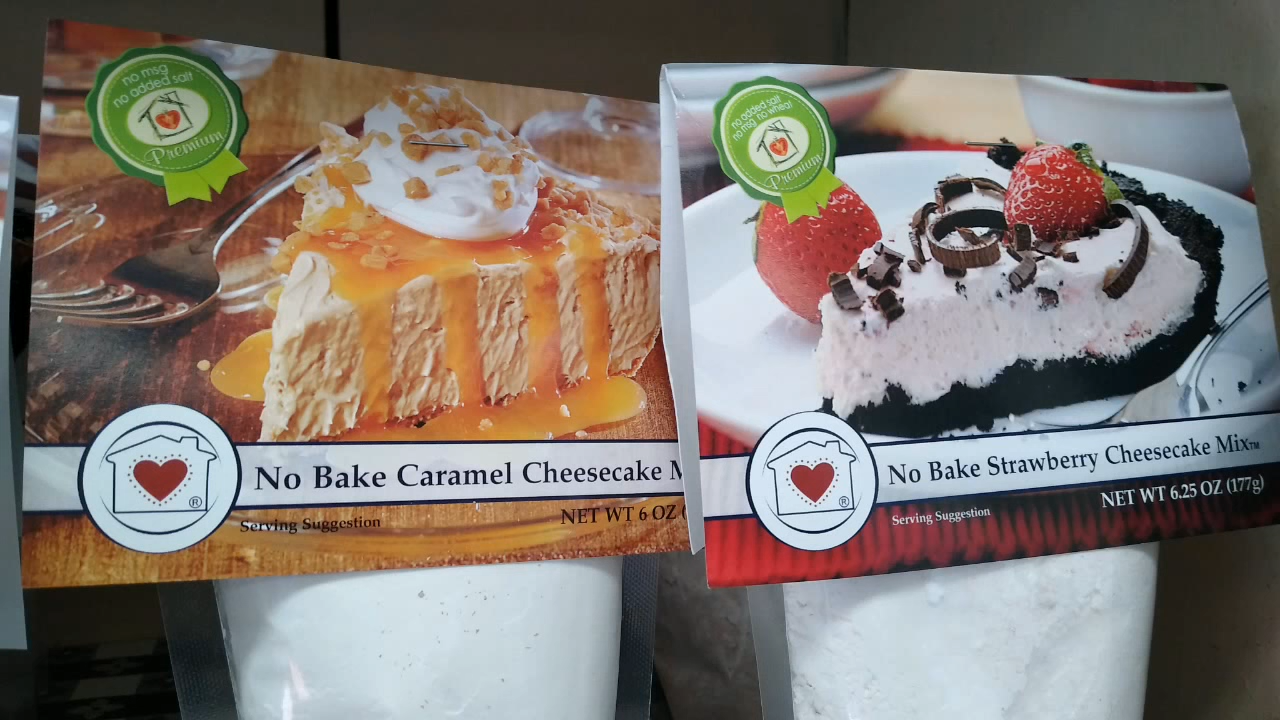 no msg
no added salt
Premium
No Bake Caramel Cheesecake M
Serving Suggestion
NET WT 6 OZ (
®
no added salt
no msg no wheat
Premium
No Bake Strawberry Cheesecake Mix™
Serving Suggestion
NET WT 6.25 OZ (177g)
®